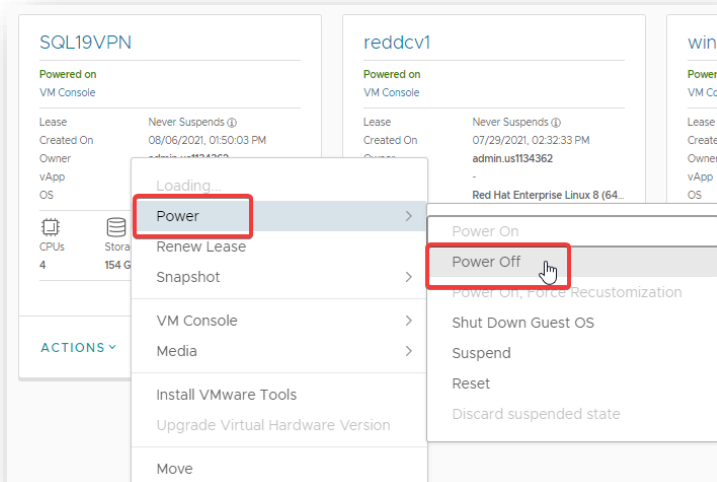 SQL19VPN
Powered on
VM Console
Lease Never Suspends
Created On 08/06/2021, 01:50:03 PM
Owner admin.us1134362
vApp
OS
CPUs
4
154 G
ACTIONS
reddcv1
Powered on
VM Console
Lease Never Suspends
Created On 07/29/2021, 02:32:33 PM
Owner admin.us1134362
-
Red Hat Enterprise Linux 8 (64...
win
VM Co
Lease
Owner
vApp
OS
Loading...
Power
Renew Lease
Snapshot
VM Console
Media
Install VMware Tools
Upgrade Virtual Hardware Version
Move
Power On
Power Off
Power On, Force Recustomization
Shut Down Guest OS
Suspend
Reset
Discard suspended state